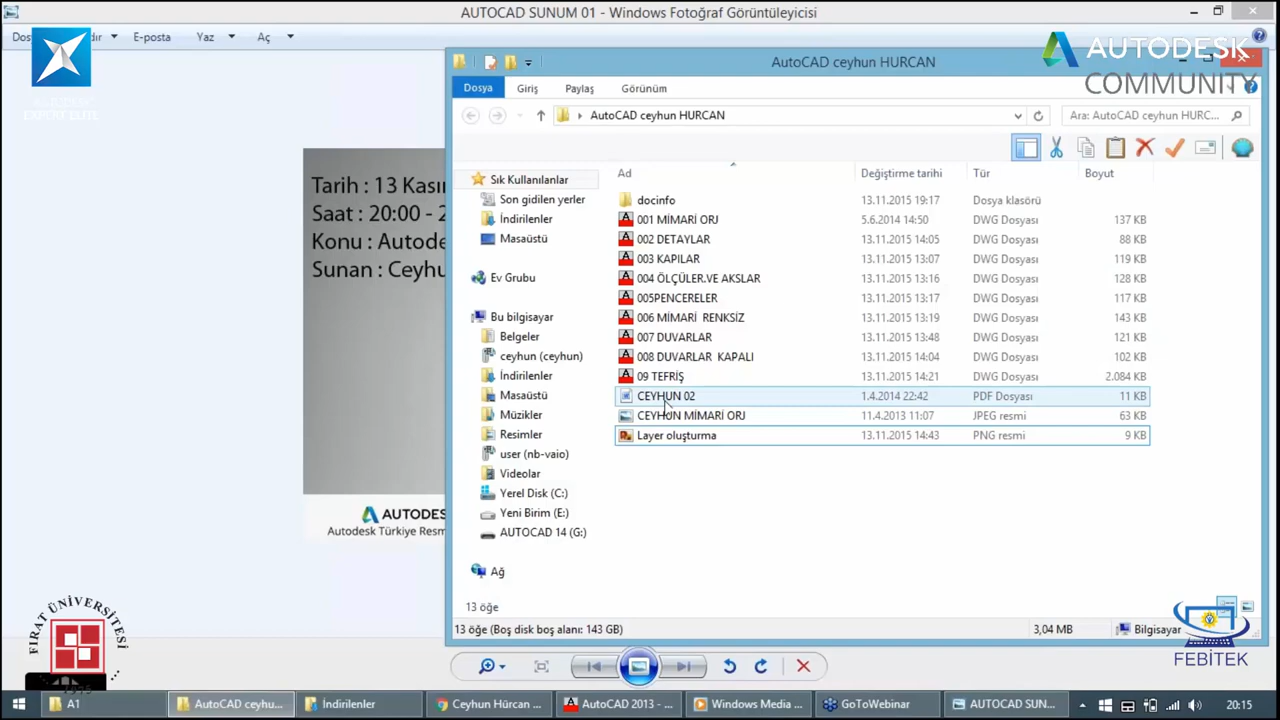 AUTOCAD SUNUM 01 - Windows Fotoğraf Görüntüleyicisi
E-posta
Yaz
Aç
AUTODESK
EXPERT ELITE
AutoCAD ceyhun HURCAN
AUTODESK
COMMUNITY
Dosya
Giriş
Paylaş
Görünüm
AutoCAD ceyhun HURCAN
Ara: AutoCAD ceyhun HURC...
Ad
Değiştirme tarihi
Tür
Boyut
Sık Kullanılanlar
Son gidilen yerler
İndirilenler
Masaüstü
Ev Grubu
Bu bilgisayar
Belgeler
ceyhun (ceyhun)
İndirilenler
Masaüstü
Müzikler
Resimler
user (nb-vaio)
Videolar
Yerel Disk (C:)
Yeni Birim (E:)
AUTOCAD 14 (G:)
Ağ
docinfo 13.11.2015 19:17 Dosya klasörü
001 MİMARİ ORJ 5.6.2014 14:50 DWG Dosyası 137 KB
002 DETAYLAR 13.11.2015 14:05 DWG Dosyası 88 KB
003 KAPILAR 13.11.2015 13:07 DWG Dosyası 119 KB
004 ÖLÇÜLER.VE AKSLAR 13.11.2015 13:16 DWG Dosyası 128 KB
005PENCERELER 13.11.2015 13:17 DWG Dosyası 117 KB
006 MİMARİ RENKSİZ 13.11.2015 13:19 DWG Dosyası 143 KB
007 DUVARLAR 13.11.2015 13:48 DWG Dosyası 121 KB
008 DUVARLAR KAPALI 13.11.2015 14:04 DWG Dosyası 102 KB
09 TEFRİŞ 13.11.2015 14:21 DWG Dosyası 2.084 KB
CEYHUN 02 1.4.2014 22:42 PDF Dosyası 11 KB
CEYHUN MİMARİ ORJ 11.4.2013 11:07 JPEG resmi 63 KB
Layer oluşturma 13.11.2015 14:43 PNG resmi 9 KB
Tarih : 13 Kasır
Saat : 20:00 - 2
Konu : Autode
Sunan : Ceyhu
AUTODES
Autodesk Türkiye Resm
13 öğe
13 öğe (Boş disk boş alanı: 143 GB)
3,04 MB
Bilgisayar
FIRAT ÜNİVERSİTESİ
FEBİTEK
A1
AutoCAD ceyhu...
İndirilenler
Ceyhun Hürcan ...
AutoCAD 2013 - ...
Windows Media ...
GoToWebinar
AUTOCAD SUN...
20:15